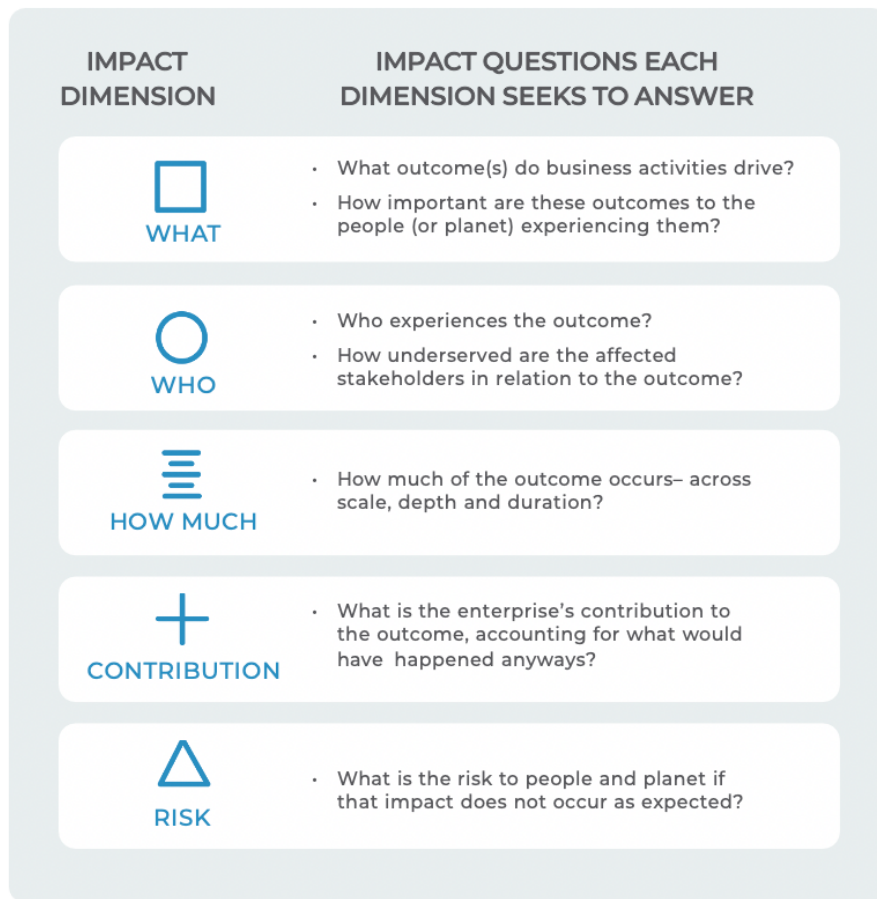 IMPACT
DIMENSION
IMPACT QUESTIONS EACH
DIMENSION SEEKS TO ANSWER
WHAT
• What outcome(s) do business activities drive?
• How important are these outcomes to the
people (or planet) experiencing them?
WHO
• Who experiences the outcome?
• How underserved are the affected
stakeholders in relation to the outcome?
HOW MUCH
• How much of the outcome occurs– across
scale, depth and duration?
CONTRIBUTION
• What is the enterprise’s contribution to
the outcome, accounting for what would
have happened anyways?
RISK
• What is the risk to people and planet if
that impact does not occur as expected?